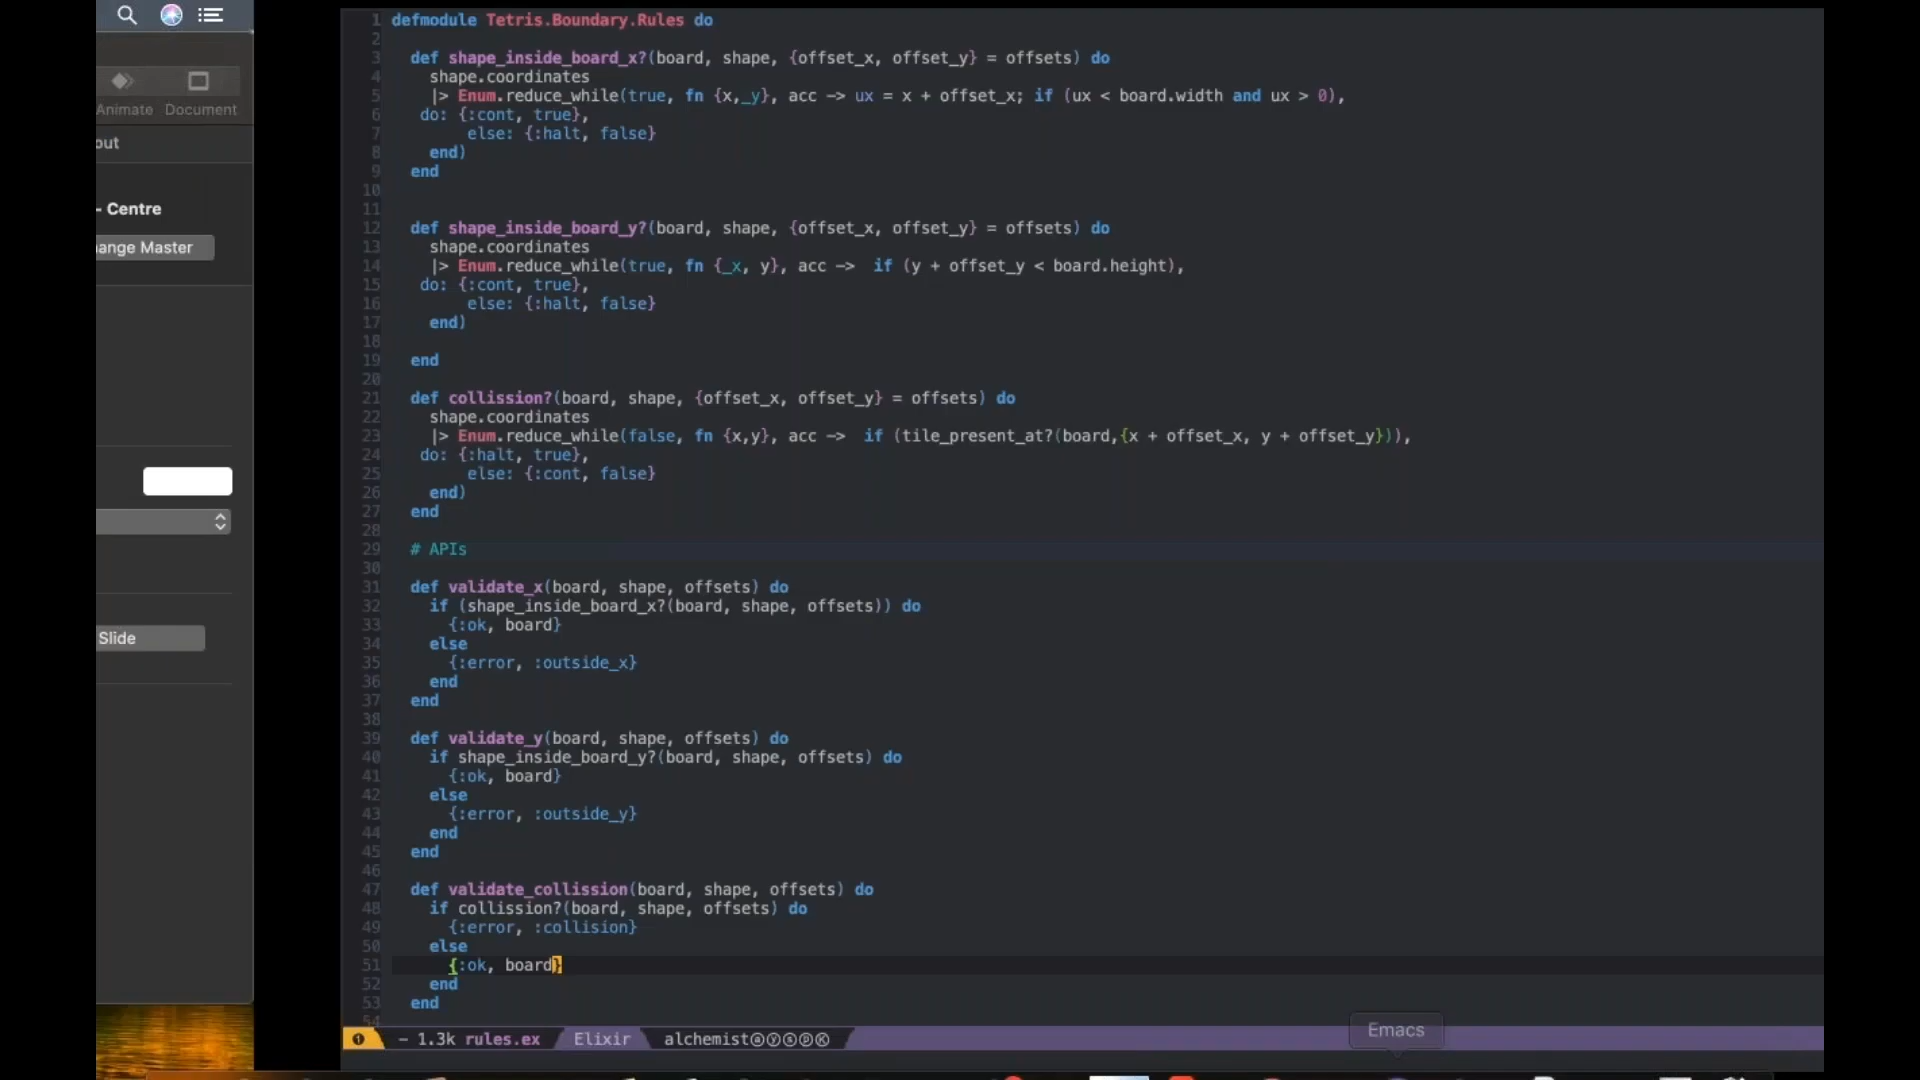 Animate Document
out
- Centre
ange Master
Slide
1 defmodule Tetris.Boundary.Rules do
2
3 def shape_inside_board_x?(board, shape, {offset_x, offset_y} = offsets) do
4 shape.coordinates
5 |> Enum.reduce_while(true, fn {x,_y}, acc -> ux = x + offset_x; if (ux < board.width and ux > 0),
6 do: {:cont, true},
7 else: {:halt, false}
8 end)
9 end
10
11
12 def shape_inside_board_y?(board, shape, {offset_x, offset_y} = offsets) do
13 shape.coordinates
14 |> Enum.reduce_while(true, fn {_x, y}, acc -> if (y + offset_y < board.height),
15 do: {:cont, true},
16 else: {:halt, false}
17 end)
18
19 end
20
21 def collission?(board, shape, {offset_x, offset_y} = offsets) do
22 shape.coordinates
23 |> Enum.reduce_while(false, fn {x,y}, acc -> if (tile_present_at?(board,{x + offset_x, y + offset_y})),
24 do: {:halt, true},
25 else: {:cont, false}
26 end)
27 end
28
29 # APIs
30
31 def validate_x(board, shape, offsets) do
32 if (shape_inside_board_x?(board, shape, offsets)) do
33 {:ok, board}
34 else
35 {:error, :outside_x}
36 end
37 end
38
39 def validate_y(board, shape, offsets) do
40 if shape_inside_board_y?(board, shape, offsets) do
41 {:ok, board}
42 else
43 {:error, :outside_y}
44 end
45 end
46
47 def validate_collission(board, shape, offsets) do
48 if collission?(board, shape, offsets) do
49 {:error, :collision}
50 else
51 {:ok, board}
52 end
53 end
54
- 1.3k rules.ex Elixir alchemistⓐⓨⓢⓟⓀ
Emacs